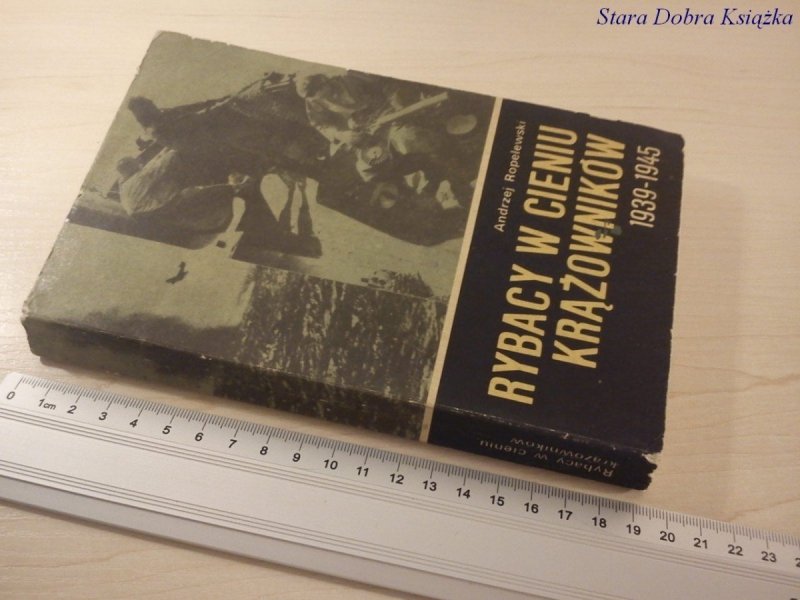 Stara Dobra Książka
Andrzej Ropelewski
RYBACY W CIENIU
KRĄŻOWNIKÓW
1939-1945
Rybacy w cieniu
krążowników
0 1cm 2 3 4 5 6 7 8 9 10 11 12 13 14 15 16 17 18 19 20 21 22 23